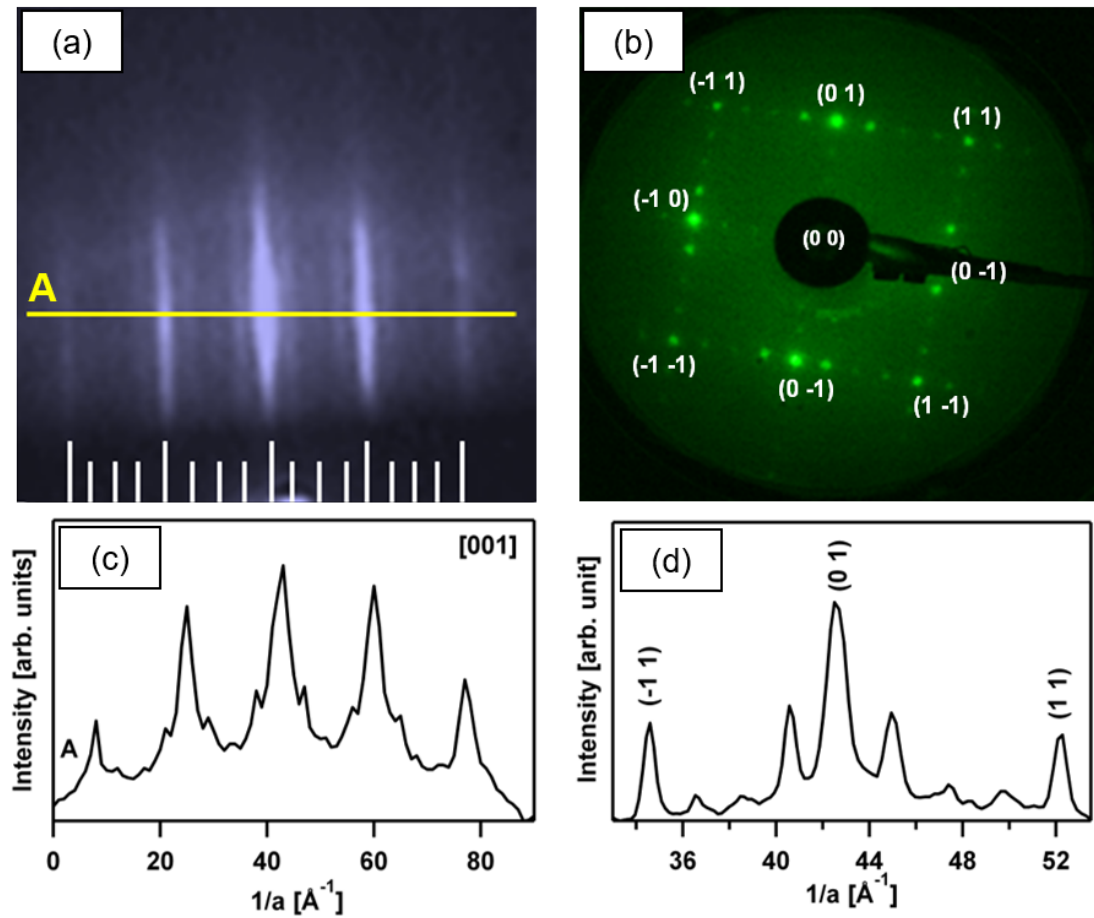 (a)
A
(b)
(-1 1)
(0 1)
(1 1)
(-1 0)
(0 0)
(0 -1)
(-1 -1)
(0 -1)
(1 -1)
(c)
[001]
Intensity [arb. units]
A
0 20 40 60 80
1/a [Å⁻¹]
(d)
Intensity [arb. unit]
(-1 1)
(0 1)
(1 1)
36 40 44 48 52
1/a [Å⁻¹]